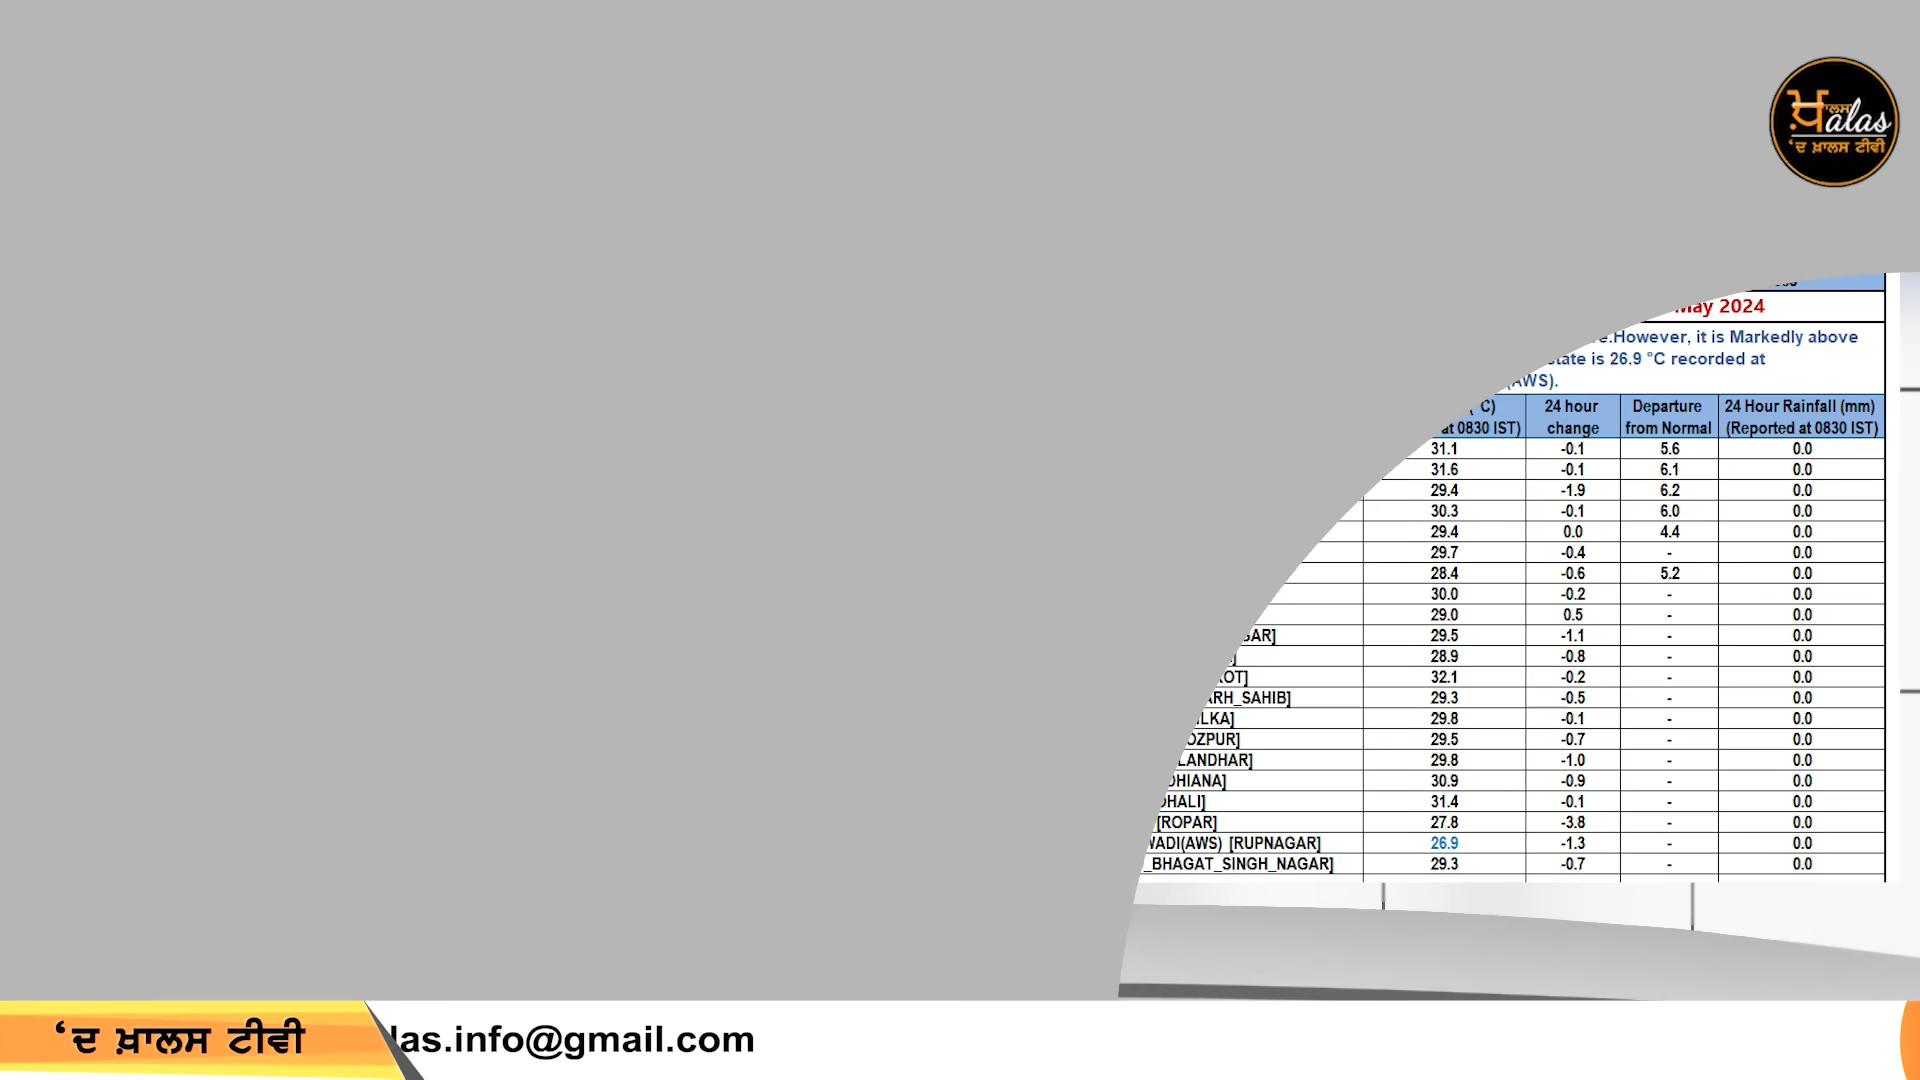 ਖ਼ਾਲਸ
alas
‘ਦ ਖ਼ਾਲਸ ਟੀਵੀ
May 2024
However, it is Markedly above
state is 26.9 °C recorded at
(AWS).
(°C) 24 hour Departure 24 Hour Rainfall (mm)
at 0830 IST) change from Normal (Reported at 0830 IST)
31.1 -0.1 5.6 0.0
31.6 -0.1 6.1 0.0
29.4 -1.9 6.2 0.0
30.3 -0.1 6.0 0.0
29.4 0.0 4.4 0.0
29.7 -0.4 - 0.0
28.4 -0.6 5.2 0.0
30.0 -0.2 - 0.0
29.0 0.5 - 0.0
GAR] 29.5 -1.1 - 0.0
] 28.9 -0.8 - 0.0
KOT] 32.1 -0.2 - 0.0
ARH_SAHIB] 29.3 -0.5 - 0.0
ILKA] 29.8 -0.1 - 0.0
OZPUR] 29.5 -0.7 - 0.0
LANDHAR] 29.8 -1.0 - 0.0
DHIANA] 30.9 -0.9 - 0.0
OHALI] 31.4 -0.1 - 0.0
[ROPAR] 27.8 -3.8 - 0.0
WADI(AWS) [RUPNAGAR] 26.9 -1.3 - 0.0
_BHAGAT_SINGH_NAGAR] 29.3 -0.7 - 0.0
‘ਦ ਖ਼ਾਲਸ ਟੀਵੀ
las.info@gmail.com